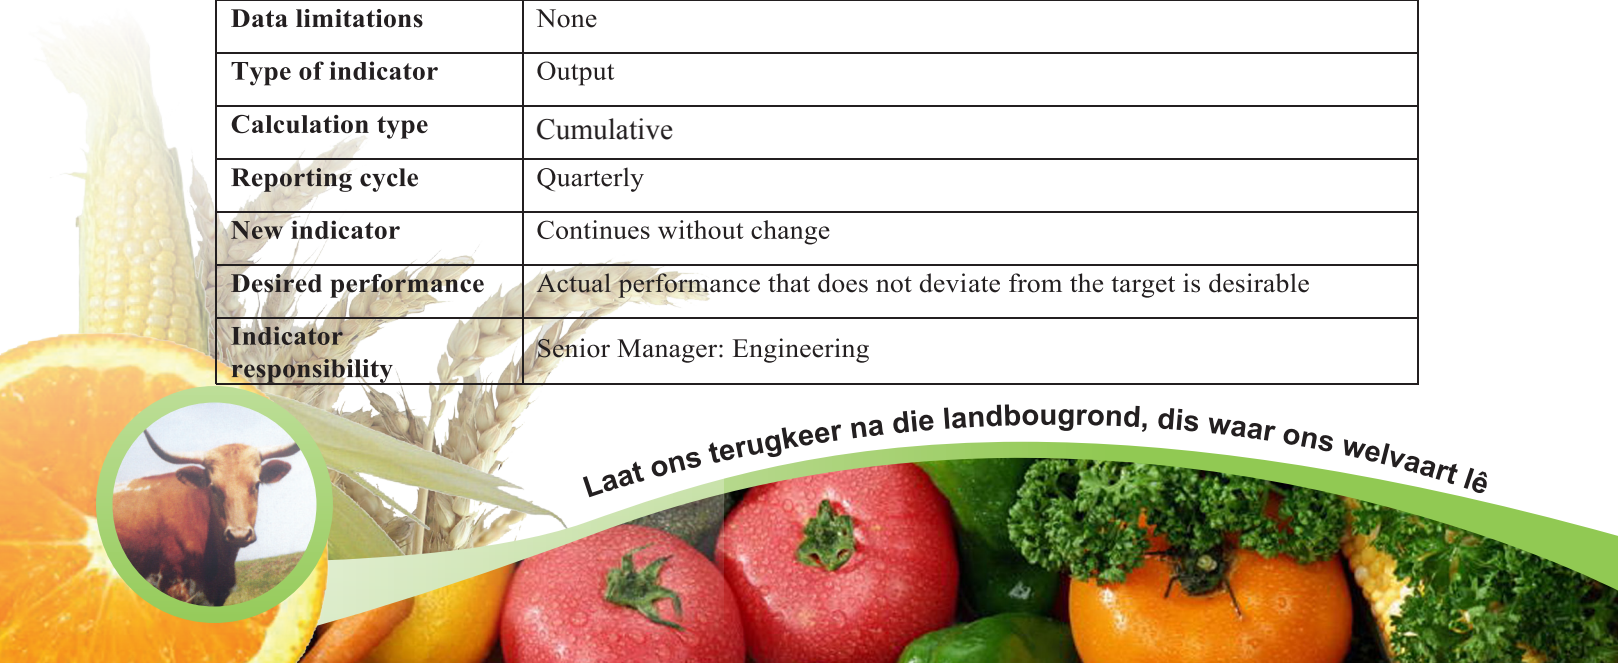 Data limitations None
Type of indicator Output
Calculation type Cumulative
Reporting cycle Quarterly
New indicator Continues without change
Desired performance Actual performance that does not deviate from the target is desirable
Indicator
responsibility Senior Manager: Engineering
Laat ons terugkeer na die landbougrond, dis waar ons welvaart lê